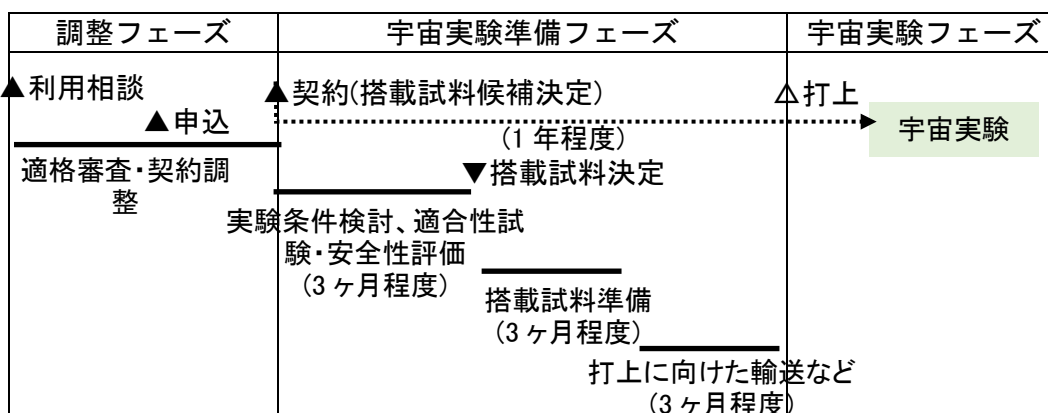 調整フェーズ
宇宙実験準備フェーズ
宇宙実験フェーズ
▲利用相談
▲契約(搭載試料候補決定)
△打上
▲申込
(1年程度)
宇宙実験
適格審査・契約調
整
▼搭載試料決定
実験条件検討、適合性試
験・安全性評価
(3ヶ月程度)
搭載試料準備
(3ヶ月程度)
打上に向けた輸送など
(3ヶ月程度)